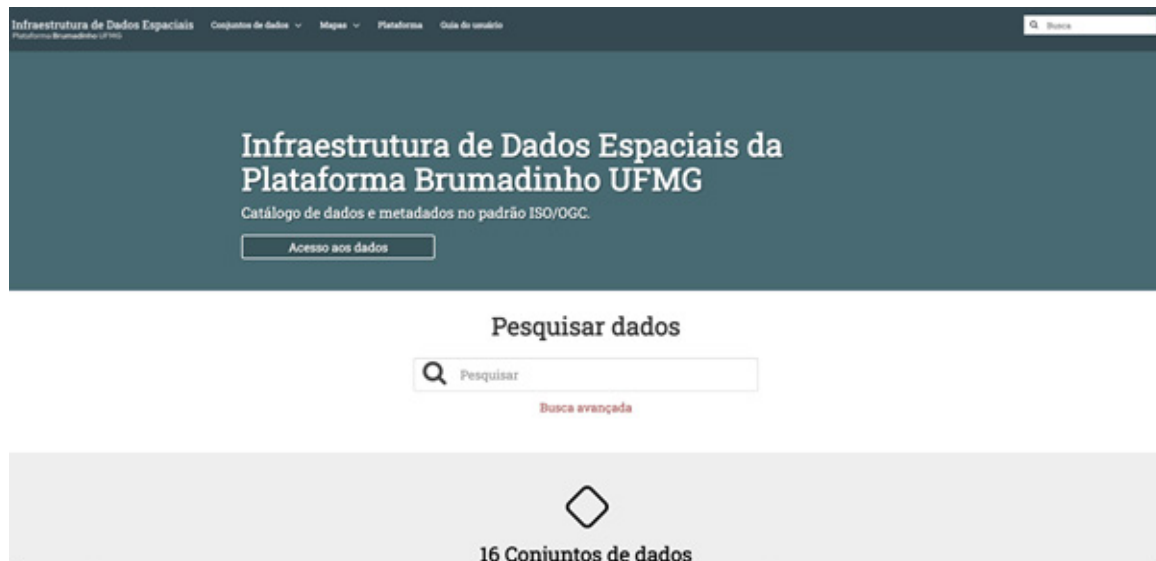 Infraestrutura de Dados Espaciais Conjuntos de dados Mapas Plataforma Guia do usuário Busca
Plataforma Brumadinho UFMG
Infraestrutura de Dados Espaciais da
Plataforma Brumadinho UFMG
Catálogo de dados e metadados no padrão ISO/OGC.
Acesso aos dados
Pesquisar dados
Pesquisar
Busca avançada
16 Conjuntos de dados